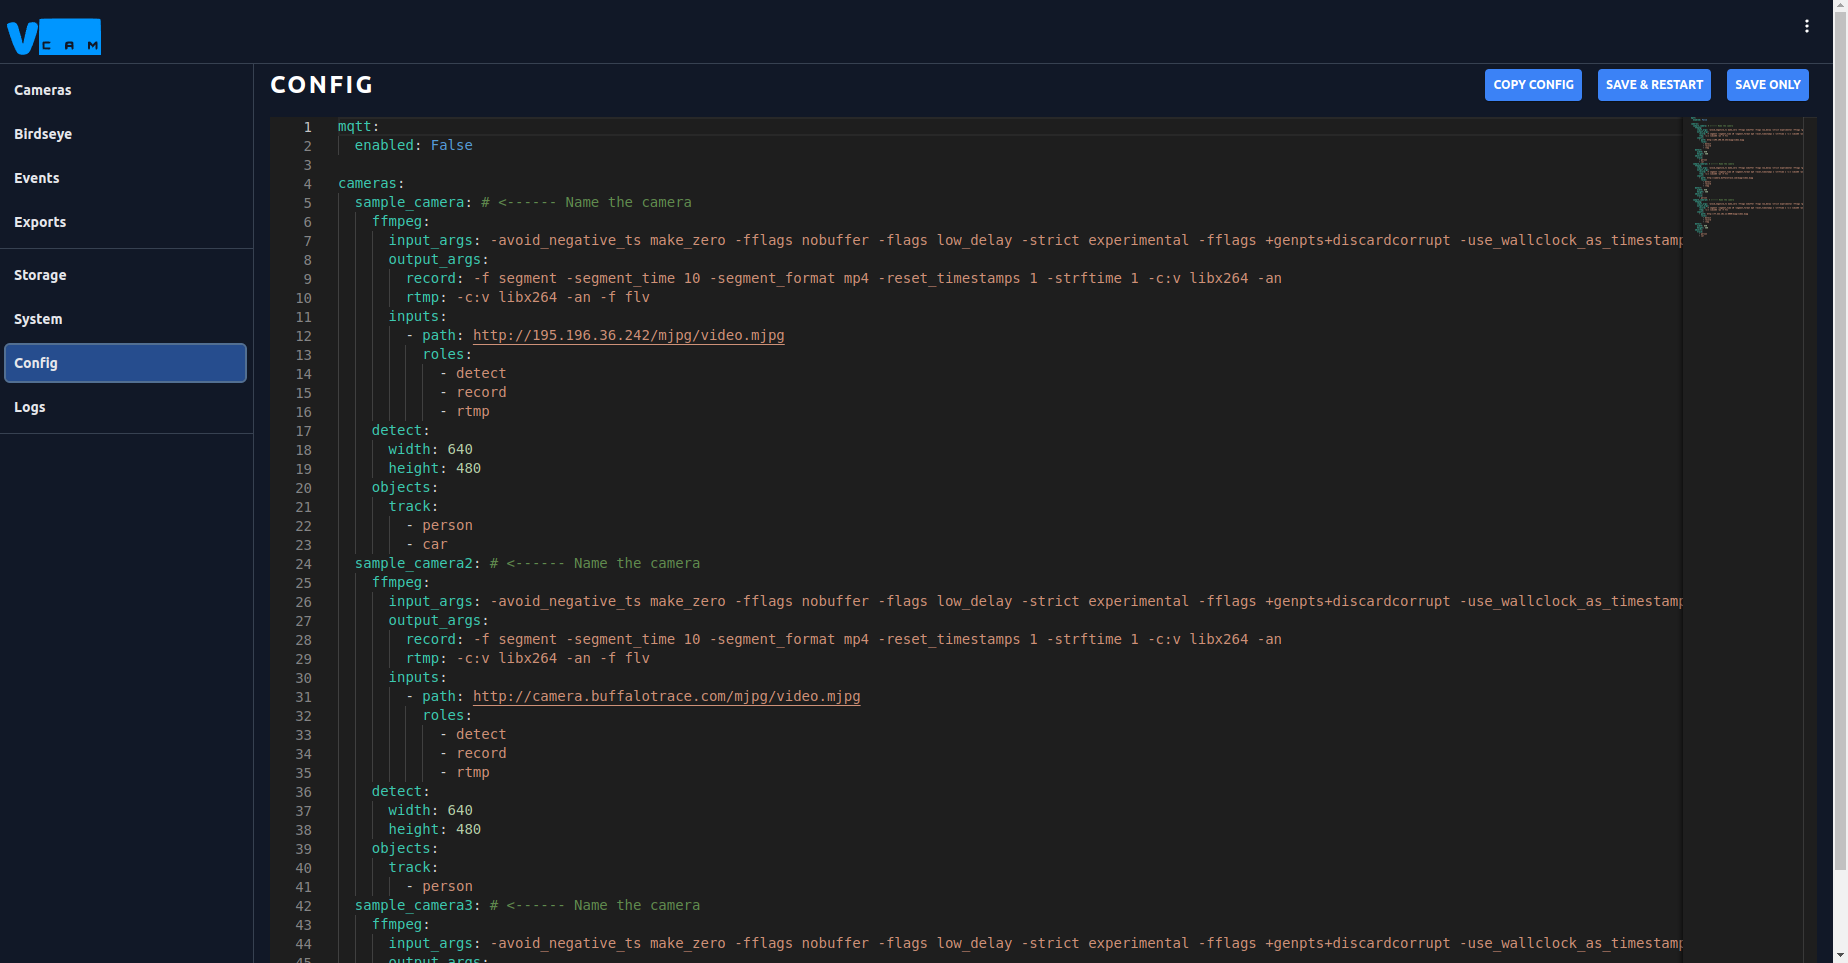 V CAM
CONFIG
COPY CONFIG
SAVE & RESTART
SAVE ONLY
Cameras
Birdseye
Events
Exports
Storage
System
Config
Logs
1 mqtt:
2 enabled: False
3
4 cameras:
5 sample_camera: # <------ Name the camera
6 ffmpeg:
7 input_args: -avoid_negative_ts make_zero -fflags nobuffer -flags low_delay -strict experimental -fflags +genpts+discardcorrupt -use_wallclock_as_timestamp
8 output_args:
9 record: -f segment -segment_time 10 -segment_format mp4 -reset_timestamps 1 -strftime 1 -c:v libx264 -an
10 rtmp: -c:v libx264 -an -f flv
11 inputs:
12 - path: http://195.196.36.242/mjpg/video.mjpg
13 roles:
14 - detect
15 - record
16 - rtmp
17 detect:
18 width: 640
19 height: 480
20 objects:
21 track:
22 - person
23 - car
24 sample_camera2: # <------ Name the camera
25 ffmpeg:
26 input_args: -avoid_negative_ts make_zero -fflags nobuffer -flags low_delay -strict experimental -fflags +genpts+discardcorrupt -use_wallclock_as_timestamp
27 output_args:
28 record: -f segment -segment_time 10 -segment_format mp4 -reset_timestamps 1 -strftime 1 -c:v libx264 -an
29 rtmp: -c:v libx264 -an -f flv
30 inputs:
31 - path: http://camera.buffalotrace.com/mjpg/video.mjpg
32 roles:
33 - detect
34 - record
35 - rtmp
36 detect:
37 width: 640
38 height: 480
39 objects:
40 track:
41 - person
42 sample_camera3: # <------ Name the camera
43 ffmpeg:
44 input_args: -avoid_negative_ts make_zero -fflags nobuffer -flags low_delay -strict experimental -fflags +genpts+discardcorrupt -use_wallclock_as_timestamp
45 output_args: